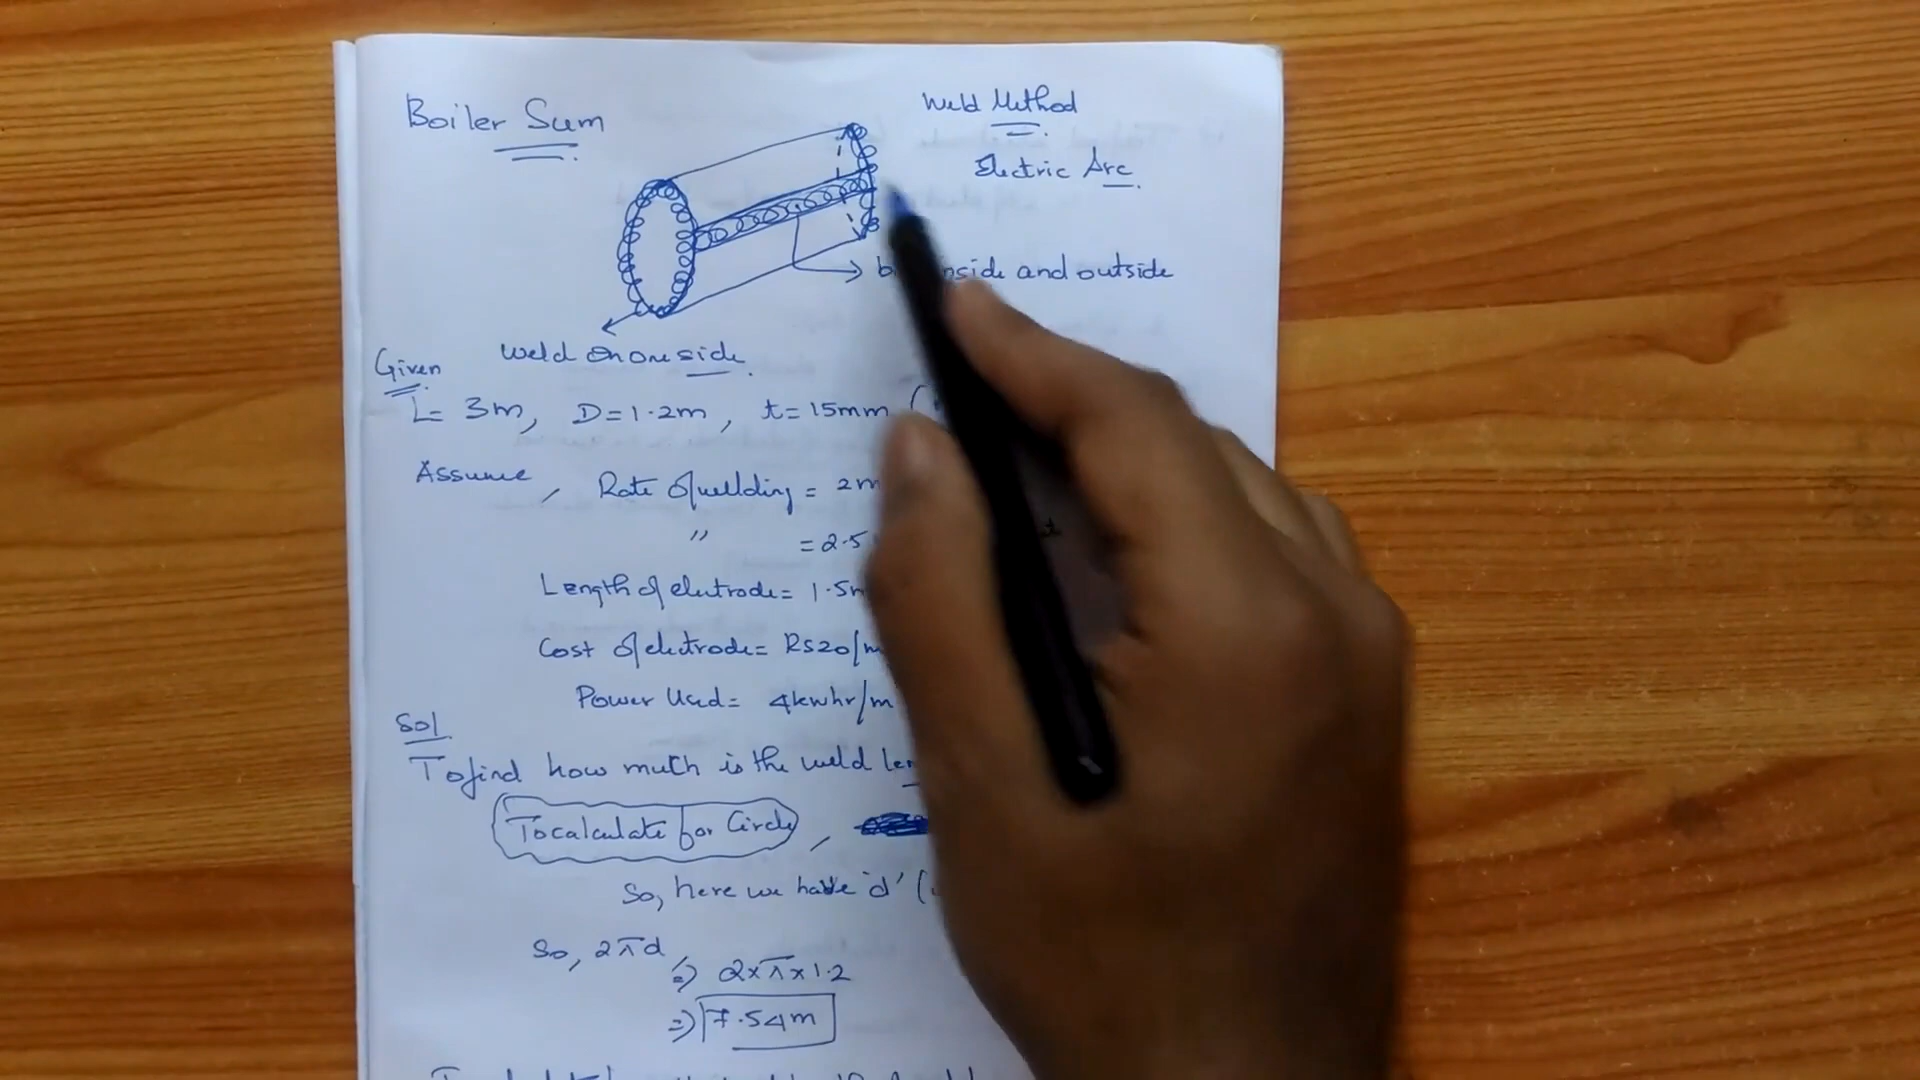 Boiler Sum
Weld Method
Electric Arc
inside and outside
Weld on one side
Given
L= 3m, D=1.2m, t=15mm
Assume, Rate of wellding = 2m
" =2.5
Length of electrode= 1.5m
Cost of electrode= RS20/m
Power Used= 4kwhr/m
Sol
To find how much is the weld len
To calculate for Circle,
So, here we have 'd' (
So, 2πd,
=> 2xπx1.2
=> 7.54m